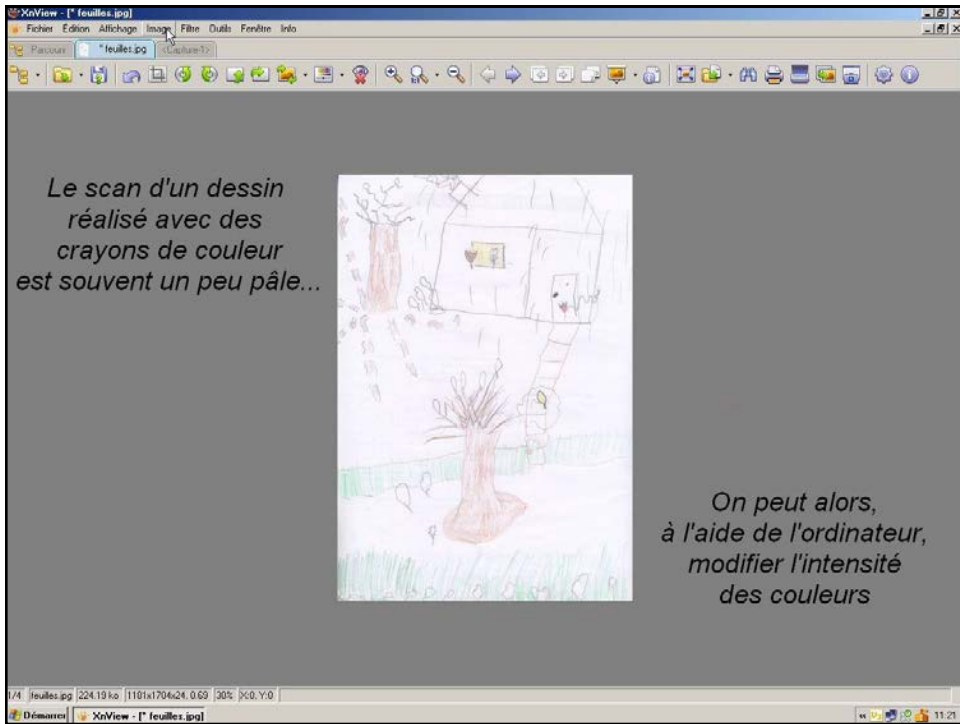 XnView - [* feuilles.jpg]
Fichier Édition Affichage Image Filtre Outils Fenêtre Info
Parcourir * feuilles.jpg <Capture-1>
Le scan d'un dessin
réalisé avec des
crayons de couleur
est souvent un peu pâle...
On peut alors,
à l'aide de l'ordinateur,
modifier l'intensité
des couleurs
1/4 feuilles.jpg 224.19 ko 1101x1704x24, 0.69 30% X:0, Y:0
Démarrer XnView - [* feuilles.jpg] 11:21